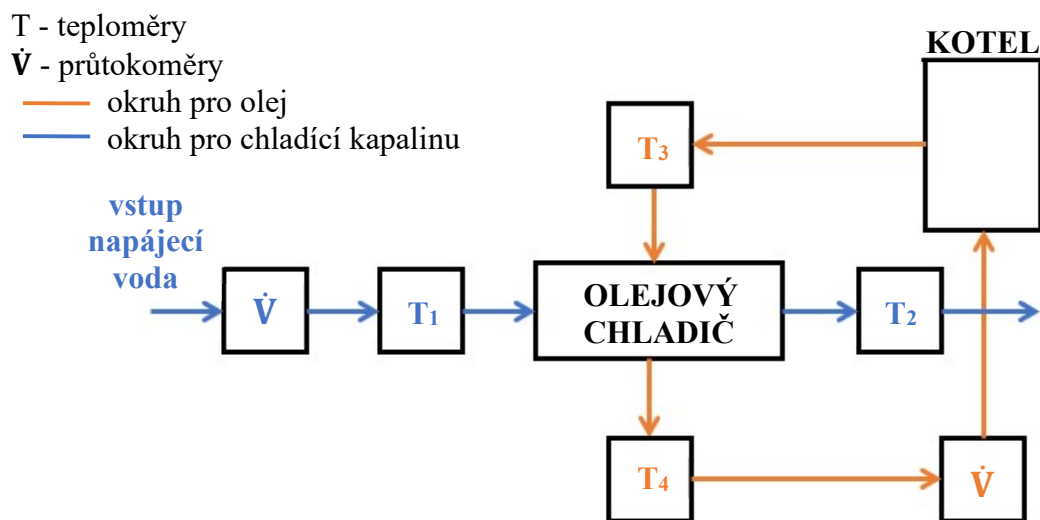 T - teploměry
V̇ - průtokoměry
okruh pro olej
okruh pro chladící kapalinu
KOTEL
T₃
vstup
napájecí
voda
V̇
T₁
OLEJOVÝ
CHLADIČ
T₂
T₄
V̇